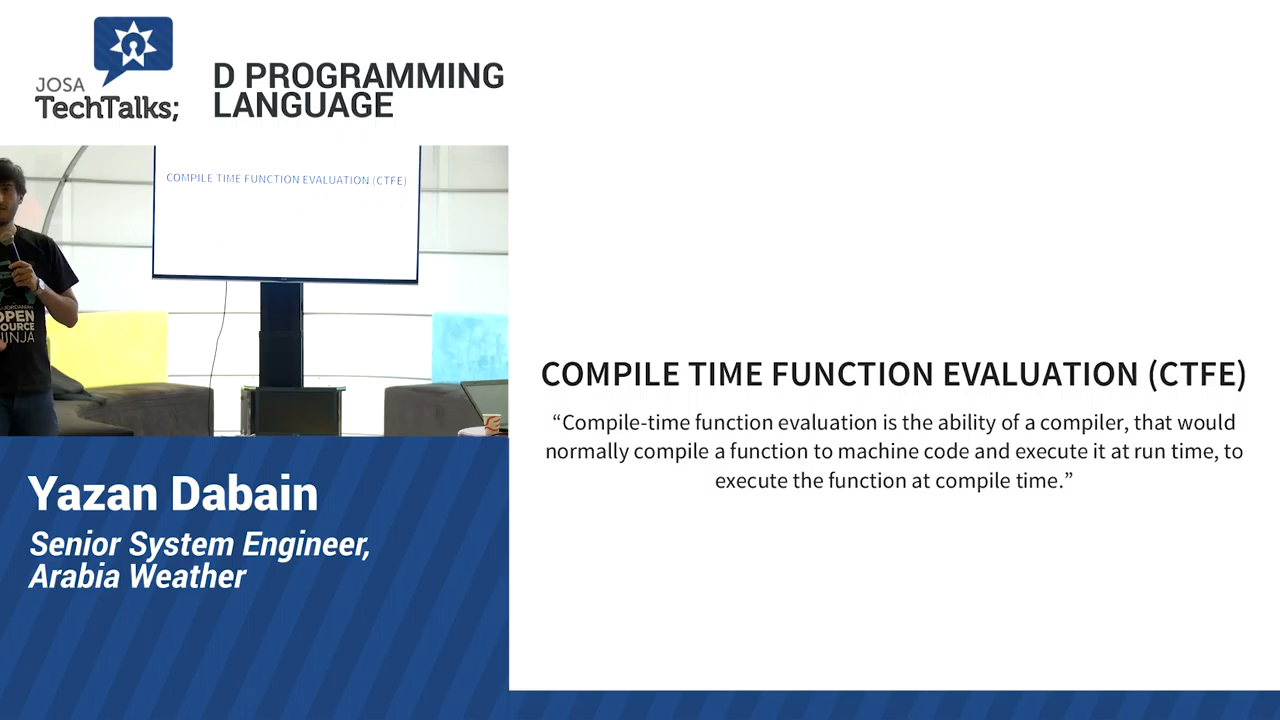 JOSA
TechTalks;
D PROGRAMMING
LANGUAGE
COMPILE TIME FUNCTION EVALUATION (CTFE)
OPEN
NINJA
Yazan Dabain
Senior System Engineer,
Arabia Weather
COMPILE TIME FUNCTION EVALUATION (CTFE)
“Compile-time function evaluation is the ability of a compiler, that would
normally compile a function to machine code and execute it at run time, to
execute the function at compile time.”